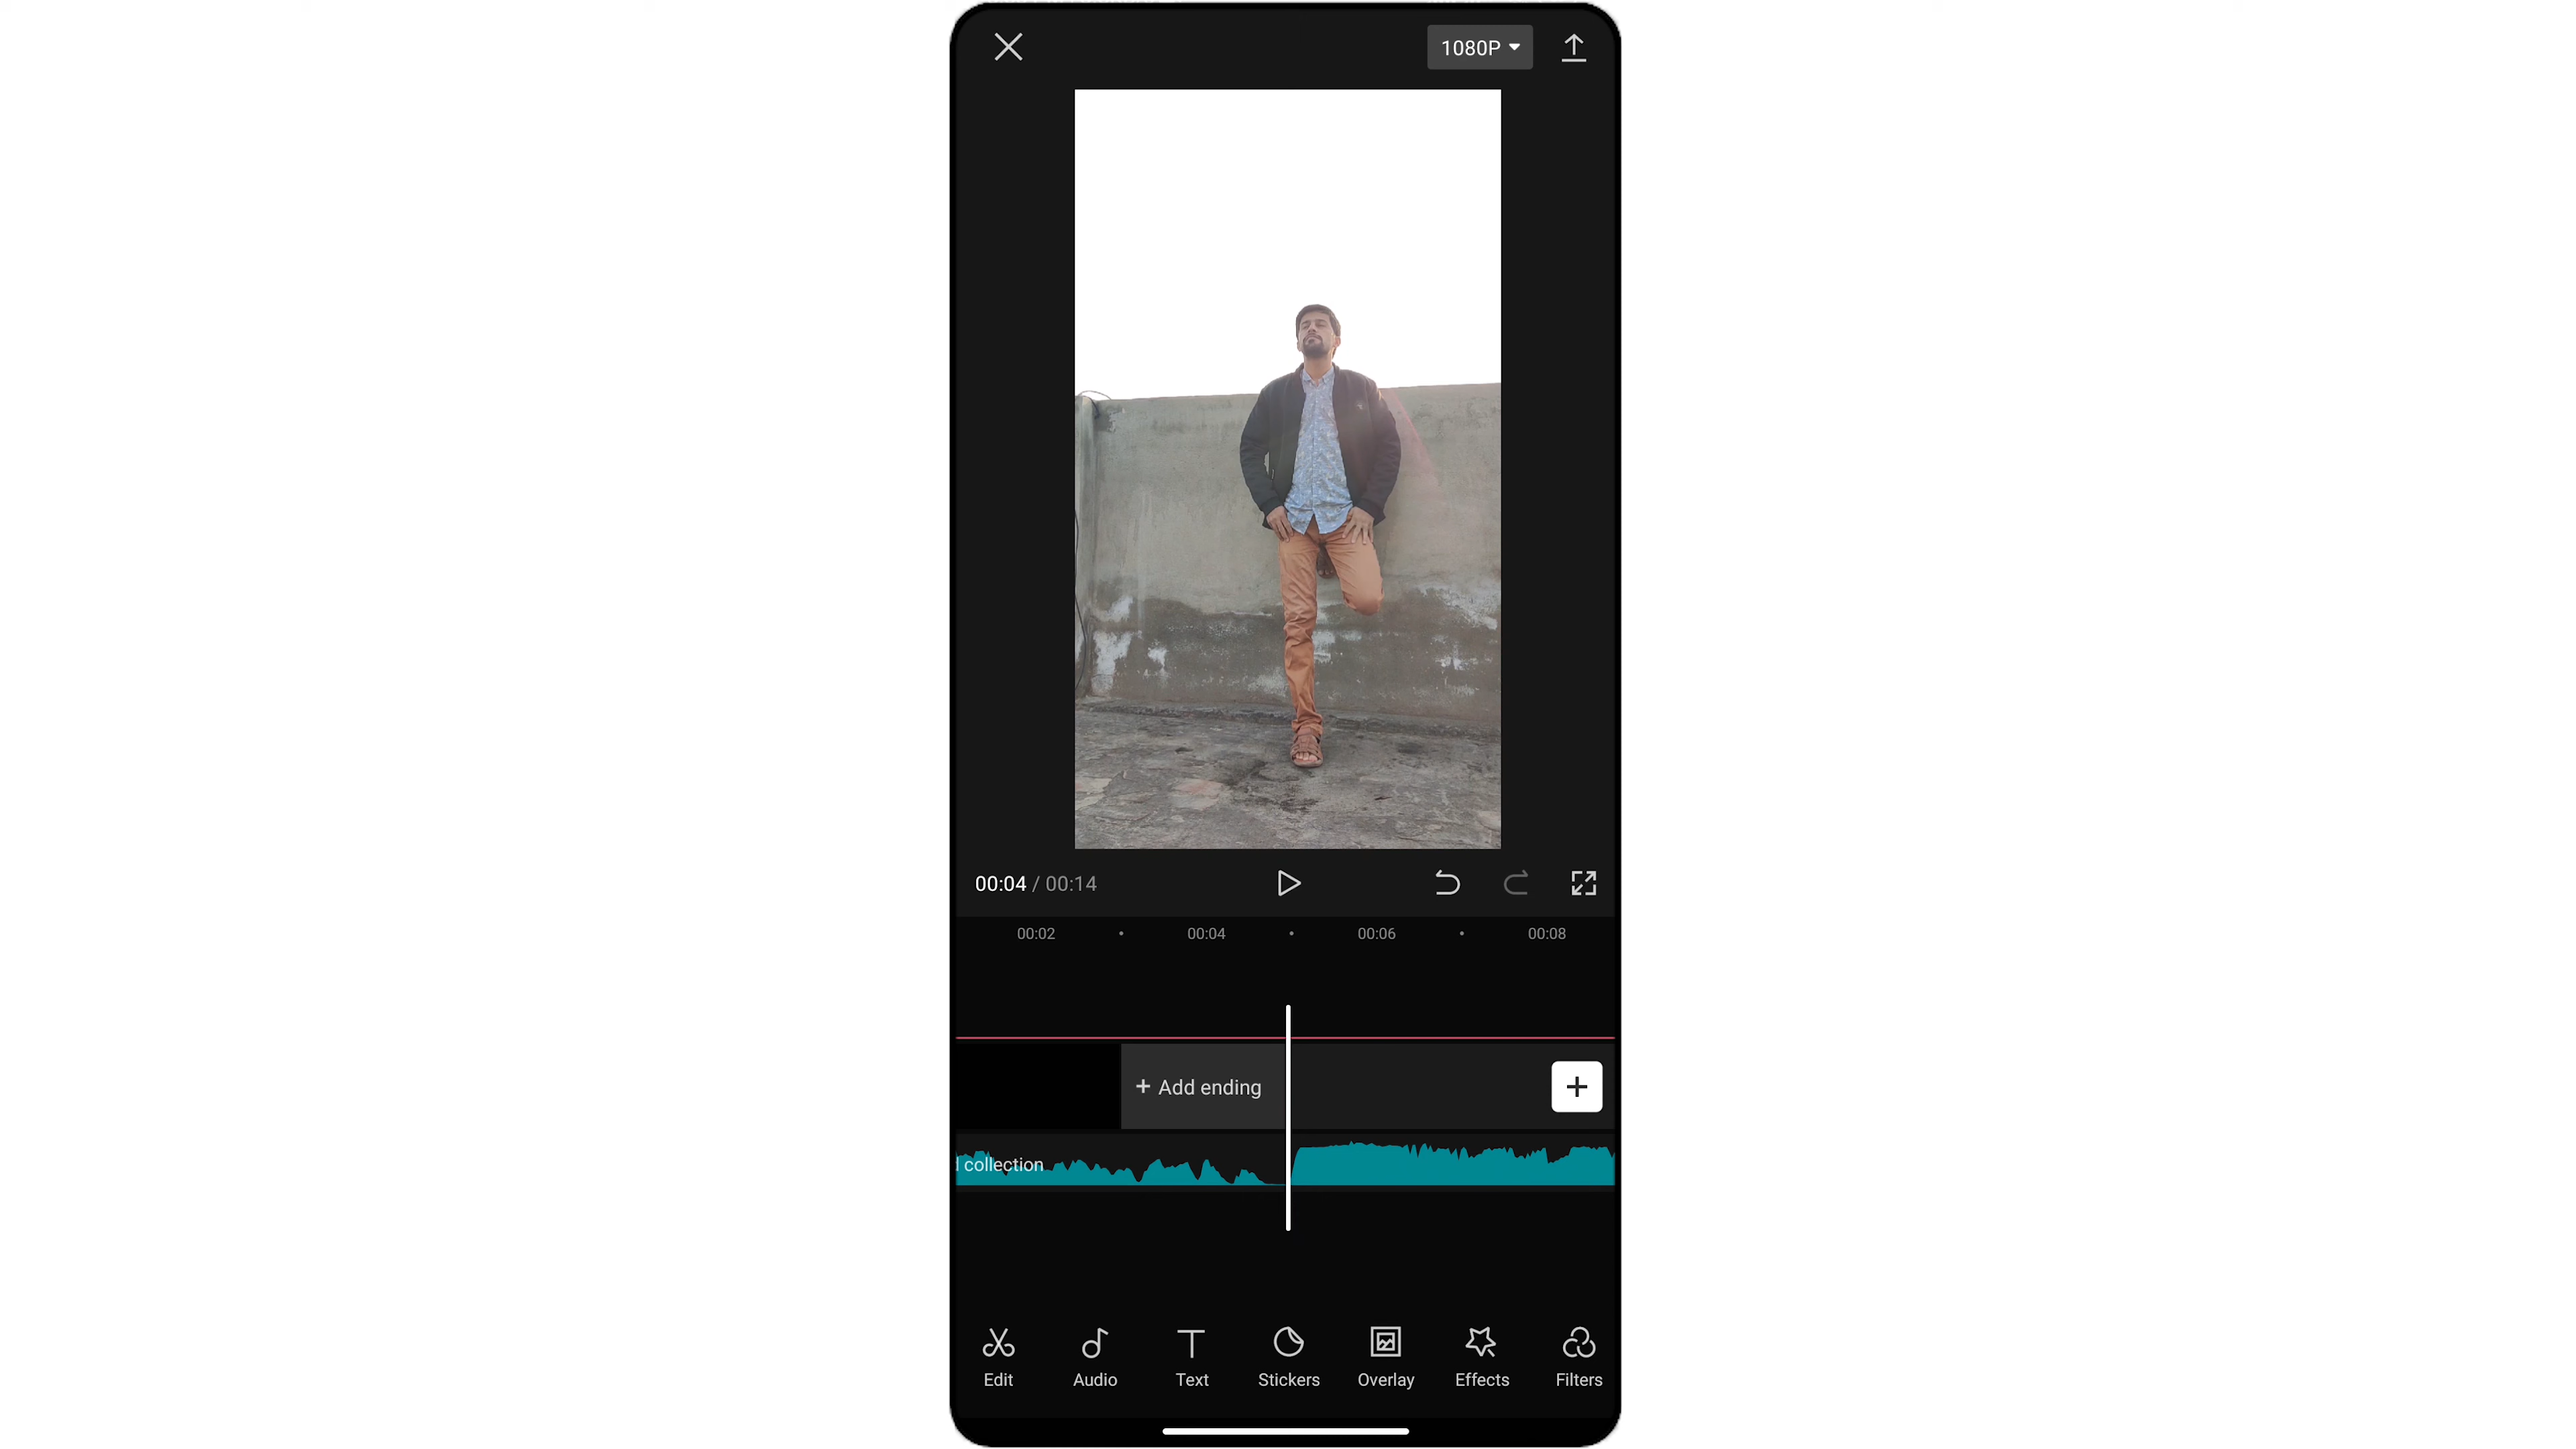 1080P
00:04 / 00:14
00:02 00:04 00:06 00:08
+ Add ending
collection
Edit Audio Text Stickers Overlay Effects Filters